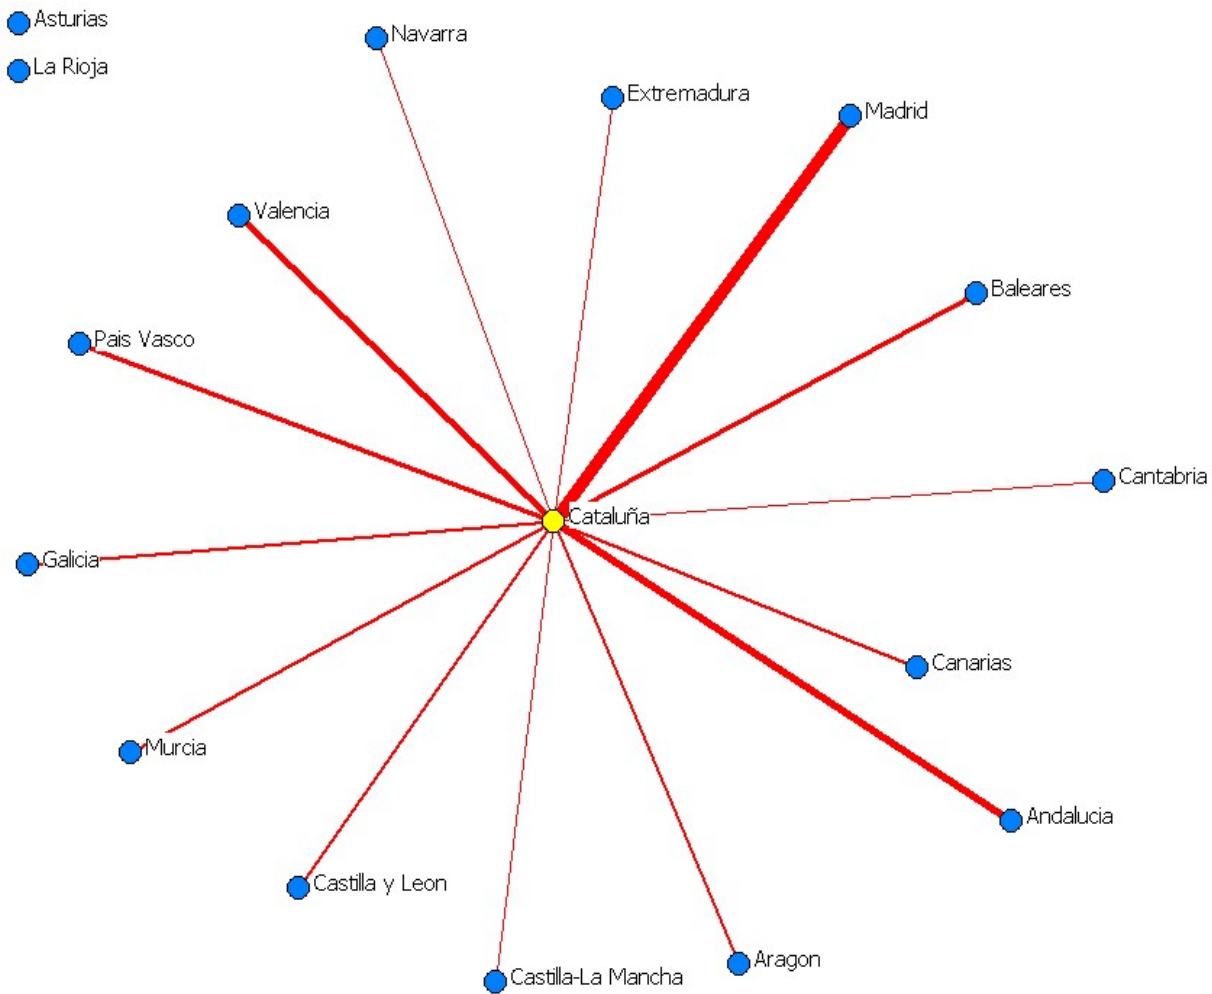 Asturias
Navarra
La Rioja
Extremadura
Madrid
Valencia
Baleares
Pais Vasco
Cantabria
Cataluña
Galicia
Canarias
Murcia
Andalucia
Castilla y Leon
Aragon
Castilla-La Mancha